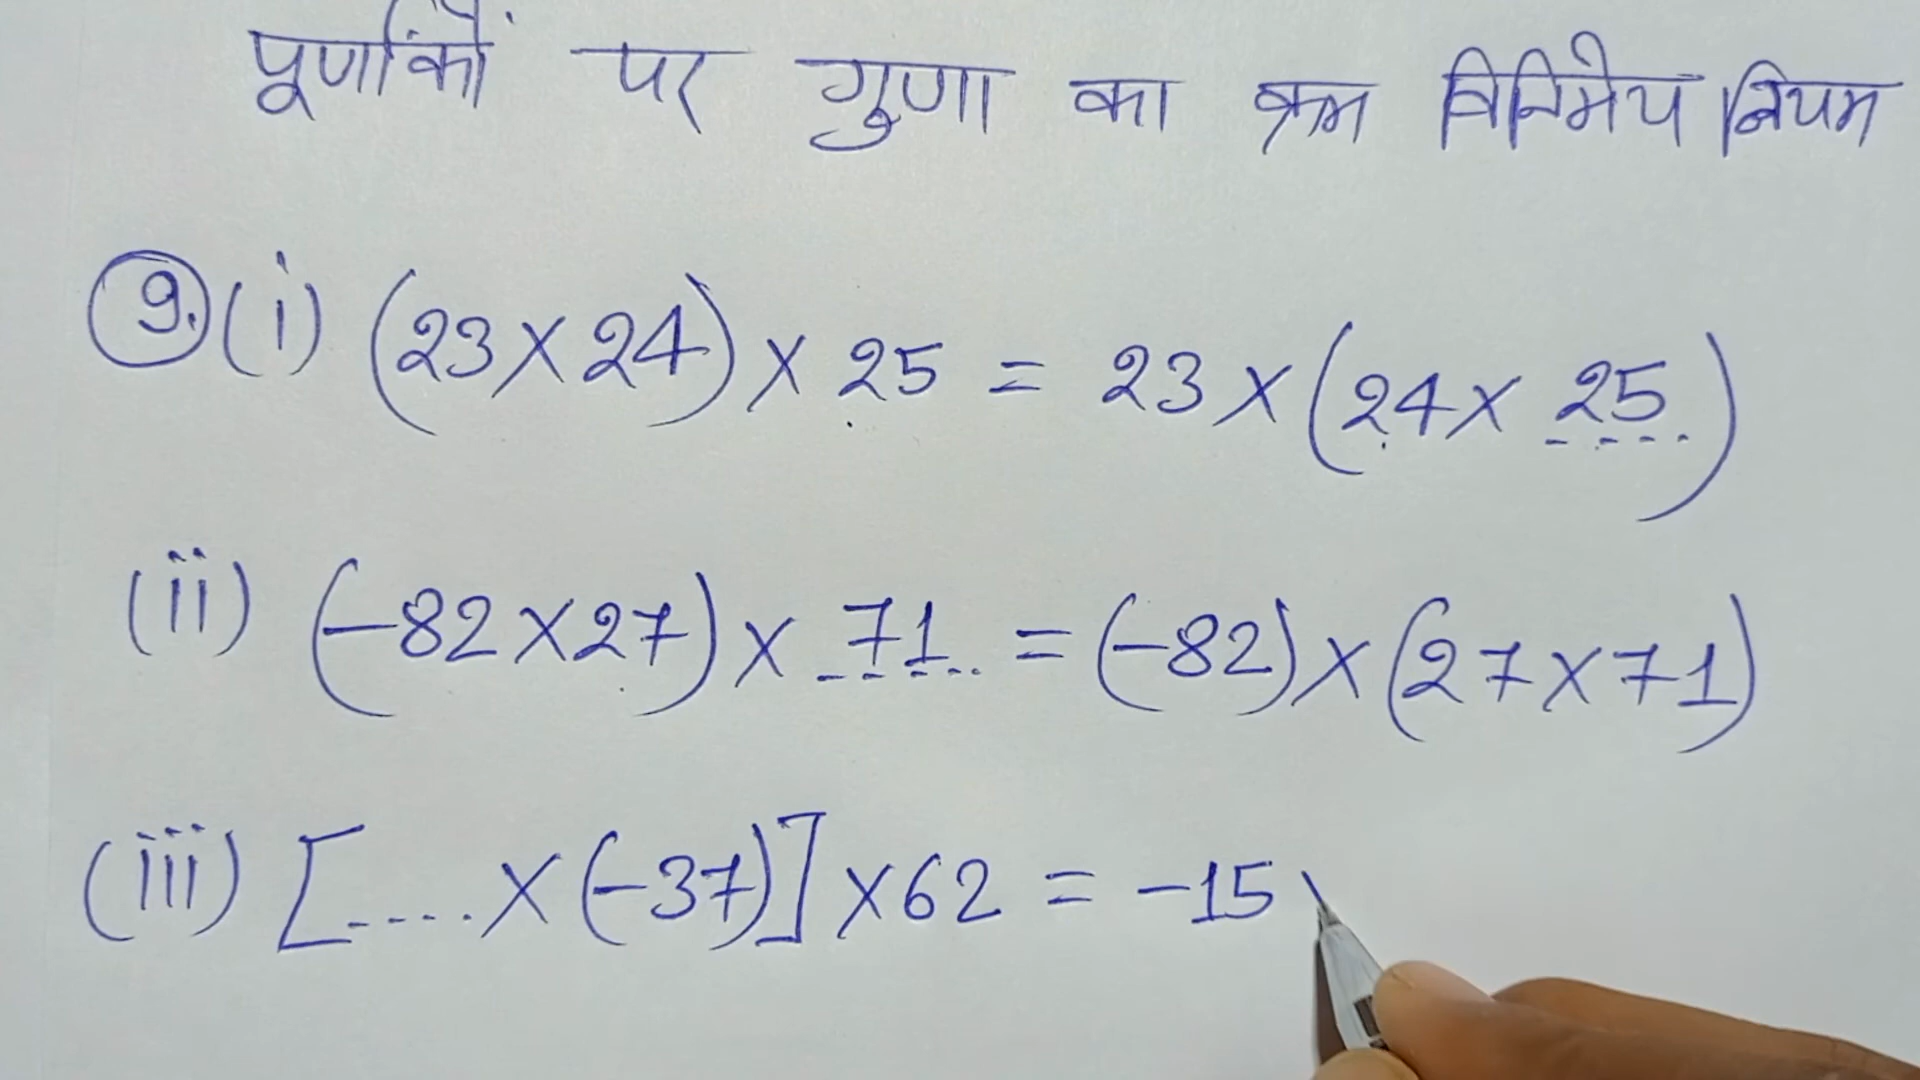 पूर्णांकों पर गुणा का क्रम विनिमेय नियम
9. (i) (23 × 24) × 25 = 23 × (24 × 25)
(ii) (-82 × 27) × 71 = (-82) × (27 × 71)
(iii) [.... × (-37)] × 62 = -15